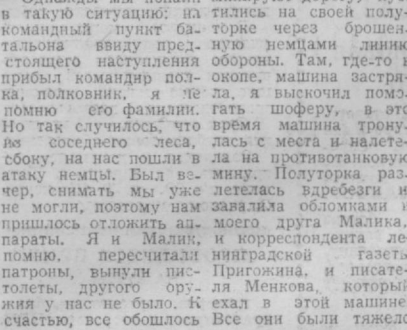 Однажды мы попали
в такую ситуацию: на
командный пункт ба-
тальона ввиду пред-
стоящего наступления
прибыл командир пол-
ка, полковник, я не
помню его фамилии.
Но так случилось, что
из соседнего леса,
сбоку, на нас пошли в
атаку немцы. Был ве-
чер, снимать мы уже
не могли, поэтому нам
пришлось отложить ап-
параты. Я и Малик,
помню, пересчитали
патроны, вынули пис-
толеты, другого ору-
жия у нас не было. К
счастью, все обошлось
тились на своей полу-
торке через брошен-
ную немцами линию
обороны. Там, где-то в
окопе, машина застря-
ла, я выскочил помо-
гать шоферу, в это
время машина трону-
лась с места и налете-
ла на противотанковую
мину. Полуторка раз-
летелась вдребезги и
завалила обломками
моего друга Малика,
и корреспондента ле-
нинградской газеты
Пригожина, и писате-
ля Менкова, который
ехал в этой машине
Все они были тяжело